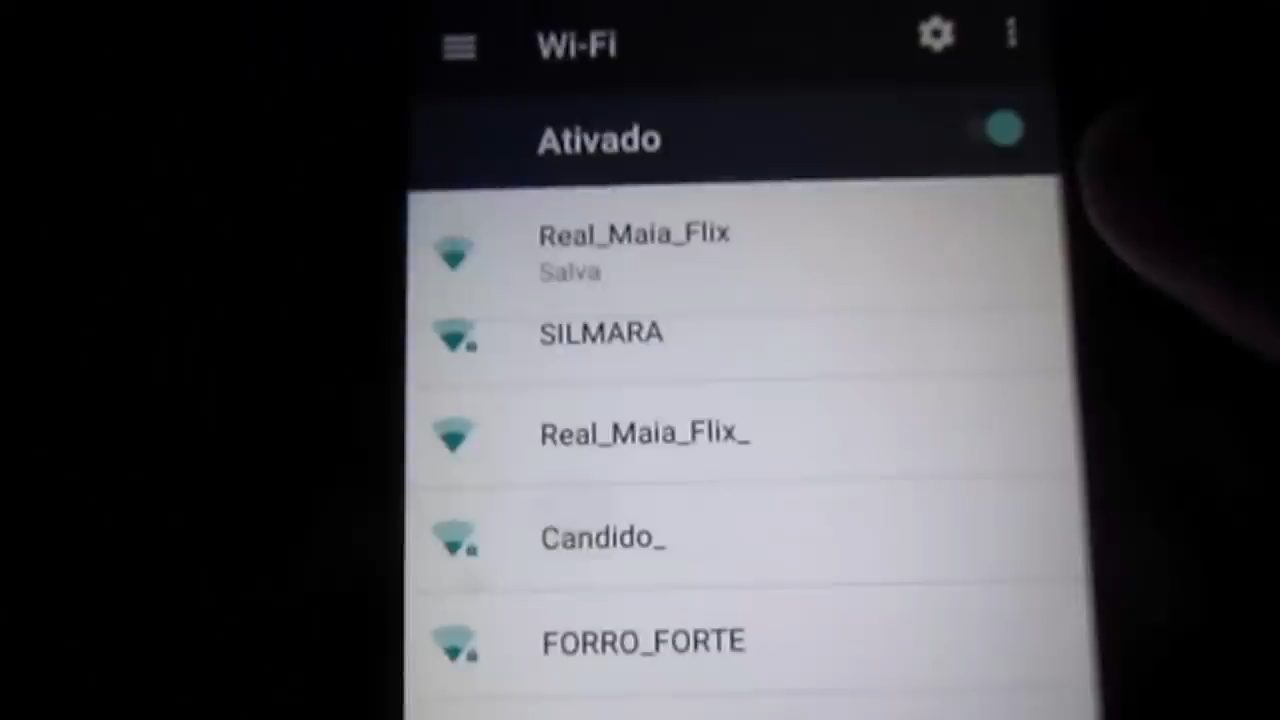 Wi-Fi
Ativado
Real_Maia_Flix
Salva
SILMARA
Real_Maia_Flix_
Candido_
FORRO_FORTE